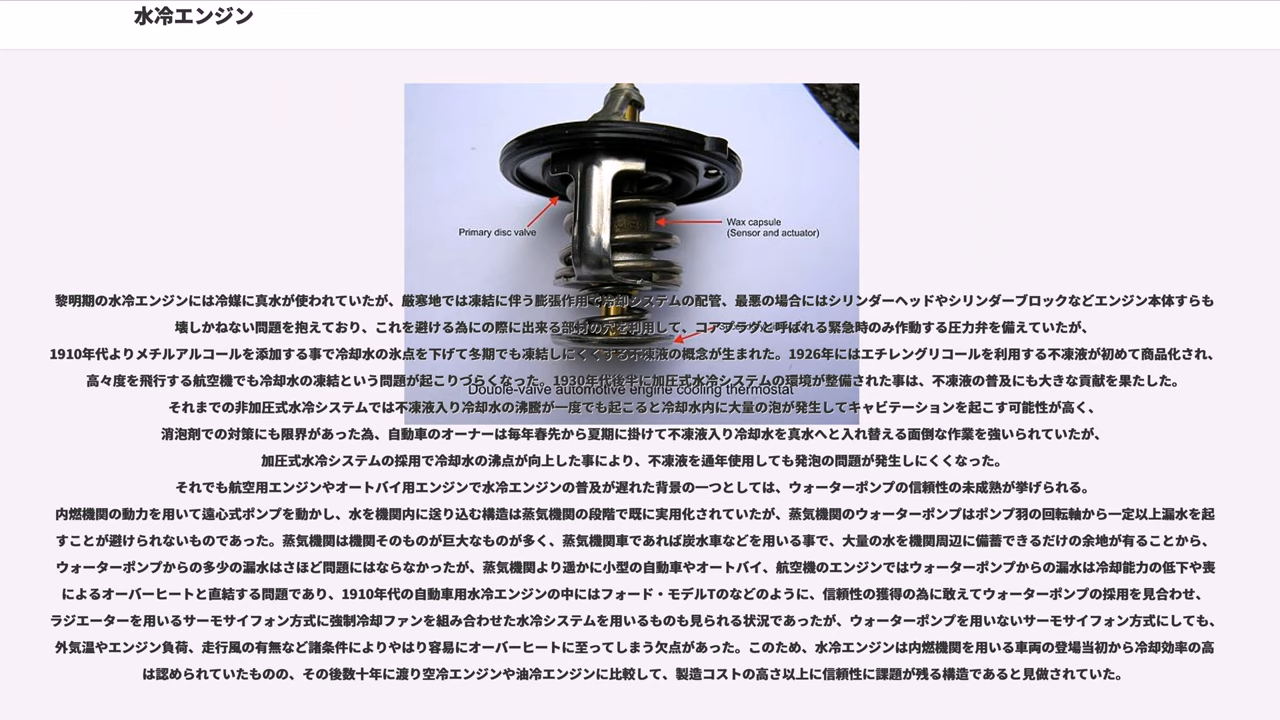 水冷エンジン
Primary disc valve
Wax capsule
(Sensor and actuator)
黎明期の水冷エンジンには冷媒に真水が使われていたが、厳寒地では凍結に伴う膨張作用で冷却システムの配管、最悪の場合にはシリンダーヘッドやシリンダーブロックなどエンジン本体すらも
壊しかねない問題を抱えており、これを避ける為にの際に出来る部材の穴を利用して、コアプラグと呼ばれる緊急時のみ作動する圧力弁を備えていたが、
1910年代よりメチルアルコールを添加する事で冷却水の氷点を下げて冬期でも凍結しにくくする不凍液の概念が生まれた。1926年にはエチレングリコールを利用する不凍液が初めて商品化され、
高々度を飛行する航空機でも冷却水の凍結という問題が起こりづらくなった。1930年代後半に加圧式水冷システムの環境が整備された事は、不凍液の普及にも大きな貢献を果たした。
Double-valve automotive engine cooling thermostat
それまでの非加圧式水冷システムでは不凍液入り冷却水の沸騰が一度でも起こると冷却水内に大量の泡が発生してキャビテーションを起こす可能性が高く、
消泡剤での対策にも限界があった為、自動車のオーナーは毎年春先から夏期に掛けて不凍液入り冷却水を真水へと入れ替える面倒な作業を強いられていたが、
加圧式水冷システムの採用で冷却水の沸点が向上した事により、不凍液を通年使用しても発泡の問題が発生しにくくなった。
それでも航空用エンジンやオートバイ用エンジンで水冷エンジンの普及が遅れた背景の一つとしては、ウォーターポンプの信頼性の未成熟が挙げられる。
内燃機関の動力を用いて遠心式ポンプを動かし、水を機関内に送り込む構造は蒸気機関の段階で既に実用化されていたが、蒸気機関のウォーターポンプはポンプ羽の回転軸から一定以上漏水を起
すことが避けられないものであった。蒸気機関は機関そのものが巨大なものが多く、蒸気機関車であれば炭水車などを用いる事で、大量の水を機関周辺に備蓄できるだけの余地が有ることから、
ウォーターポンプからの多少の漏水はさほど問題にはならなかったが、蒸気機関より遥かに小型の自動車やオートバイ、航空機のエンジンではウォーターポンプからの漏水は冷却能力の低下や喪
によるオーバーヒートと直結する問題であり、1910年代の自動車用水冷エンジンの中にはフォード・モデルTのなどのように、信頼性の獲得の為に敢えてウォーターポンプの採用を見合わせ、
ラジエーターを用いるサーモサイフォン方式に強制冷却ファンを組み合わせた水冷システムを用いるものも見られる状況であったが、ウォーターポンプを用いないサーモサイフォン方式にしても、
外気温やエンジン負荷、走行風の有無など諸条件によりやはり容易にオーバーヒートに至ってしまう欠点があった。このため、水冷エンジンは内燃機関を用いる車両の登場当初から冷却効率の高
は認められていたものの、その後数十年に渡り空冷エンジンや油冷エンジンに比較して、製造コストの高さ以上に信頼性に課題が残る構造であると見做されていた。